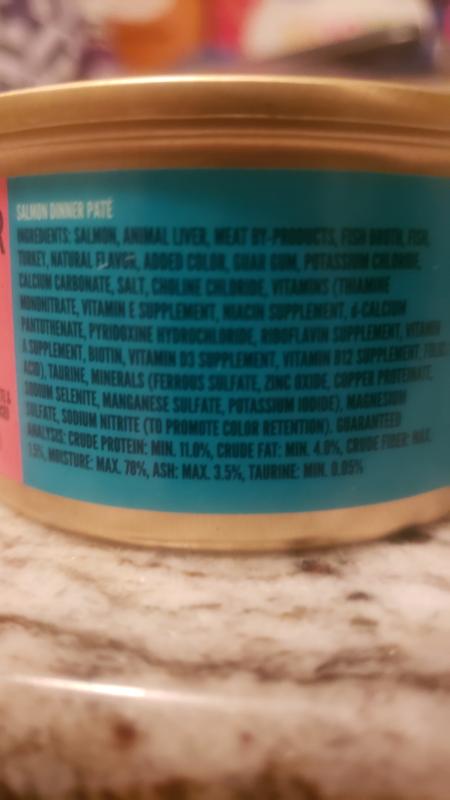 SALMON DINNER PATÉ
INGREDIENTS: SALMON, ANIMAL LIVER, MEAT BY-PRODUCTS, FISH BROTH, FISH,
TURKEY, NATURAL FLAVOR, ADDED COLOR, GUAR GUM, POTASSIUM CHLORIDE,
CALCIUM CARBONATE, SALT, CHOLINE CHLORIDE, VITAMINS (THIAMINE
MONONITRATE, VITAMIN E SUPPLEMENT, NIACIN SUPPLEMENT, d-CALCIUM
PANTOTHENATE, PYRIDOXINE HYDROCHLORIDE, RIBOFLAVIN SUPPLEMENT, VITAMIN
A SUPPLEMENT, BIOTIN, VITAMIN D3 SUPPLEMENT, VITAMIN B12 SUPPLEMENT, FOLIC
ACID), TAURINE, MINERALS (FERROUS SULFATE, ZINC OXIDE, COPPER PROTEINATE,
SODIUM SELENITE, MANGANESE SULFATE, POTASSIUM IODIDE), MAGNESIUM
SULFATE, SODIUM NITRITE (TO PROMOTE COLOR RETENTION). GUARANTEED
ANALYSIS: CRUDE PROTEIN: MIN. 11.0%, CRUDE FAT: MIN. 4.0%, CRUDE FIBER: MAX.
1.5%, MOISTURE: MAX. 78%, ASH: MAX. 3.5%, TAURINE: MIN. 0.05%